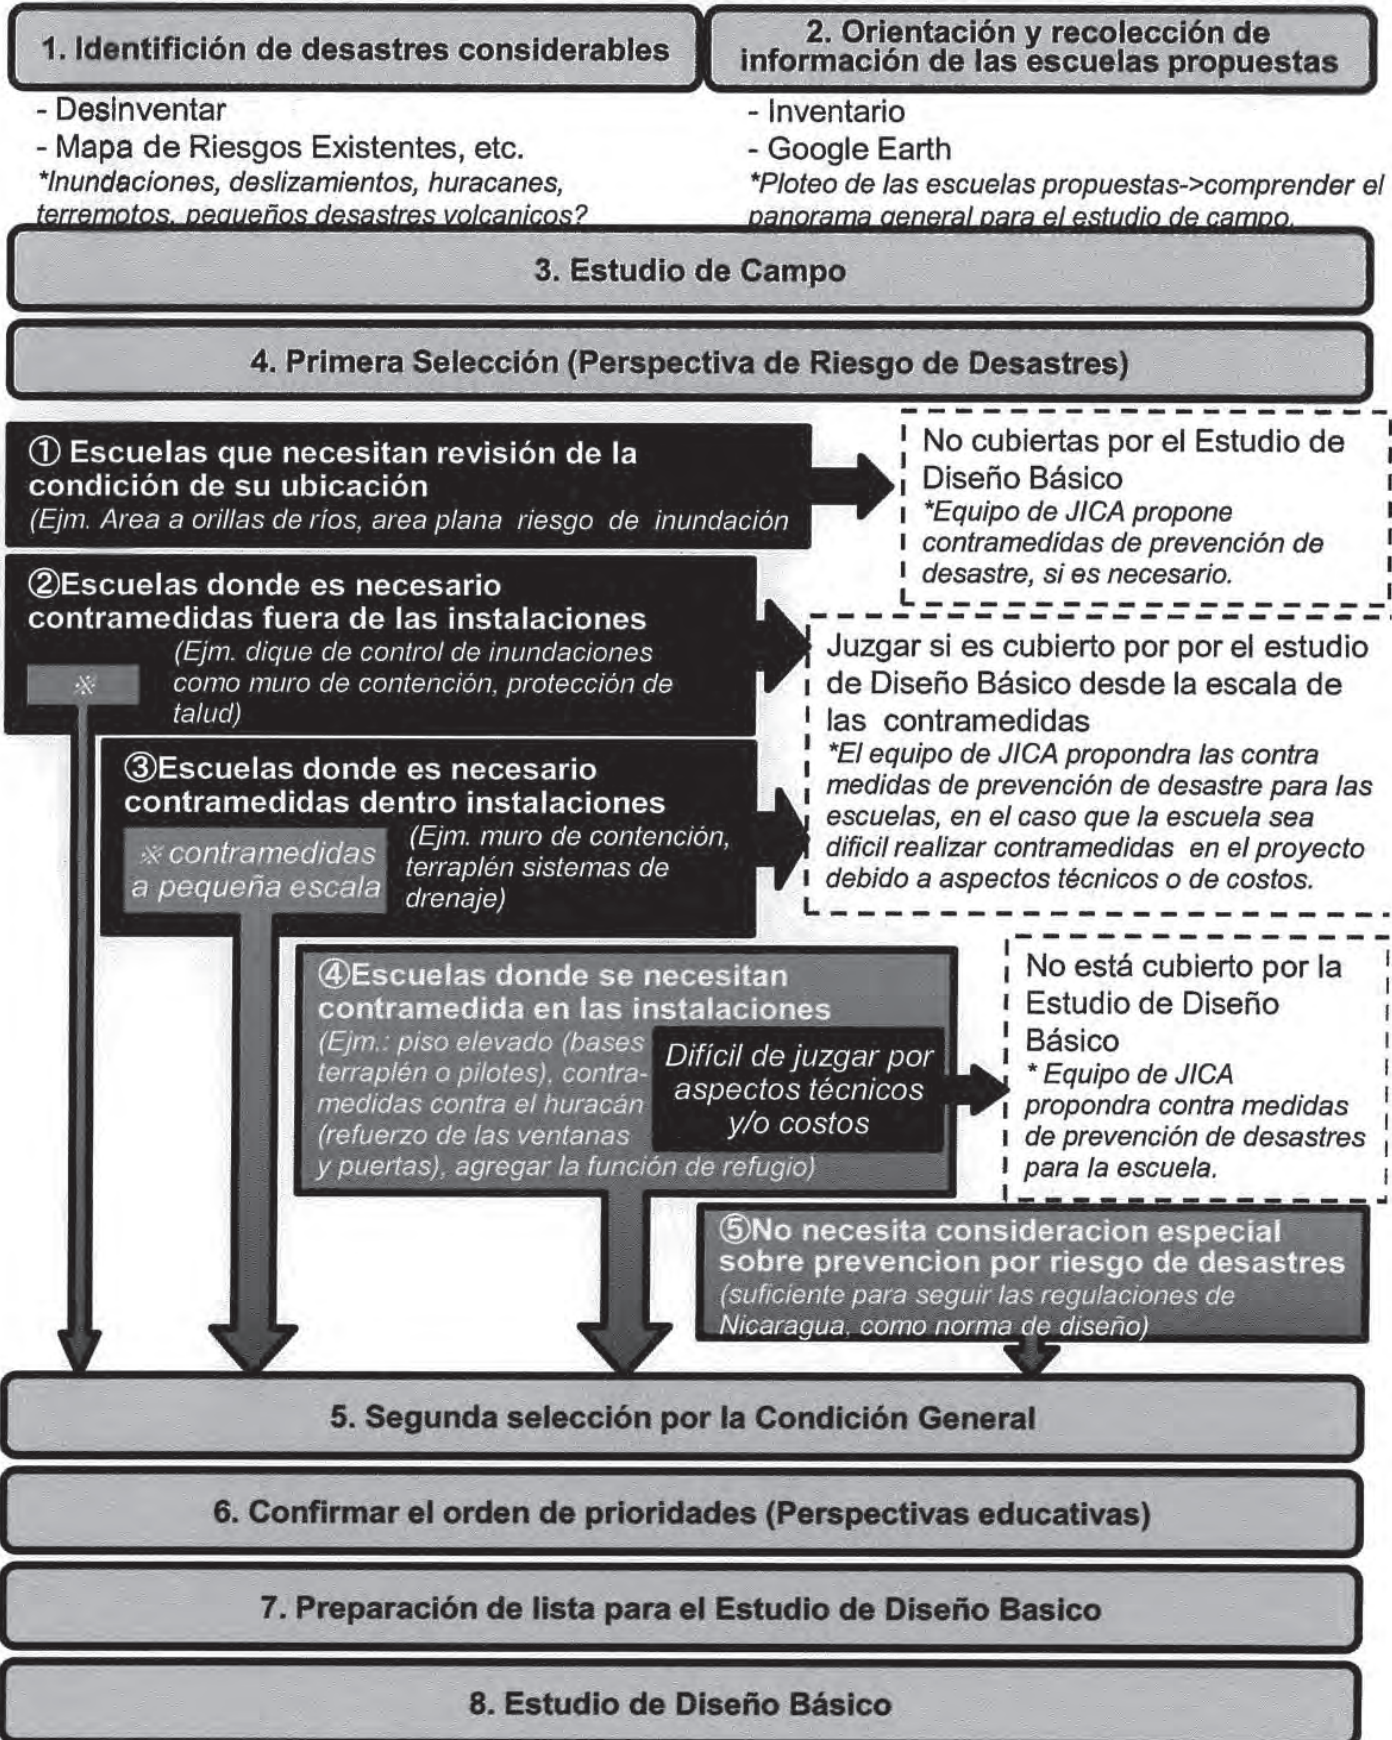 1. Identifición de desastres considerables
2. Orientación y recolección de
información de las escuelas propuestas
- DesInventar
- Mapa de Riesgos Existentes, etc.
*Inundaciones, deslizamientos, huracanes,
terremotos, pequeños desastres volcanicos?
- Inventario
- Google Earth
*Ploteo de las escuelas propuestas->comprender el
panorama general para el estudio de campo.
3. Estudio de Campo
4. Primera Selección (Perspectiva de Riesgo de Desastres)
① Escuelas que necesitan revisión de la
condición de su ubicación
(Ejm. Area a orillas de ríos, area plana riesgo de inundación
No cubiertas por el Estudio de
Diseño Básico
*Equipo de JICA propone
contramedidas de prevención de
desastre, si es necesario.
②Escuelas donde es necesario
contramedidas fuera de las instalaciones
(Ejm. dique de control de inundaciones
como muro de contención, protección de
talud)
※
Juzgar si es cubierto por por el estudio
de Diseño Básico desde la escala de
las contramedidas
*El equipo de JICA propondra las contra
medidas de prevención de desastre para las
escuelas, en el caso que la escuela sea
dificil realizar contramedidas en el proyecto
debido a aspectos técnicos o de costos.
③Escuelas donde es necesario
contramedidas dentro instalaciones
※ contramedidas
a pequeña escala
(Ejm. muro de contención,
terraplén sistemas de
drenaje)
④Escuelas donde se necesitan
contramedida en las instalaciones
(Ejm.: piso elevado (bases
terraplén o pilotes), contra-
medidas contra el huracán
(refuerzo de las ventanas
y puertas), agregar la función de refugio)
Difícil de juzgar por
aspectos técnicos
y/o costos
No está cubierto por la
Estudio de Diseño
Básico
* Equipo de JICA
propondra contra medidas
de prevención de desastres
para la escuela.
⑤No necesita consideracion especial
sobre prevencion por riesgo de desastres
(suficiente para seguir las regulaciones de
Nicaragua, como norma de diseño)
5. Segunda selección por la Condición General
6. Confirmar el orden de prioridades (Perspectivas educativas)
7. Preparación de lista para el Estudio de Diseño Basico
8. Estudio de Diseño Básico